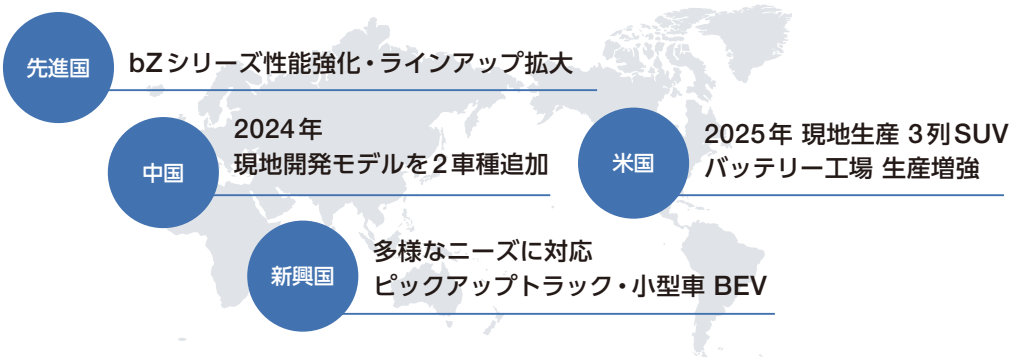 先進国
bZシリーズ性能強化・ラインアップ拡大
中国
2024年
現地開発モデルを2車種追加
米国
2025年 現地生産 3列SUV
バッテリー工場 生産増強
新興国
多様なニーズに対応
ピックアップトラック・小型車 BEV